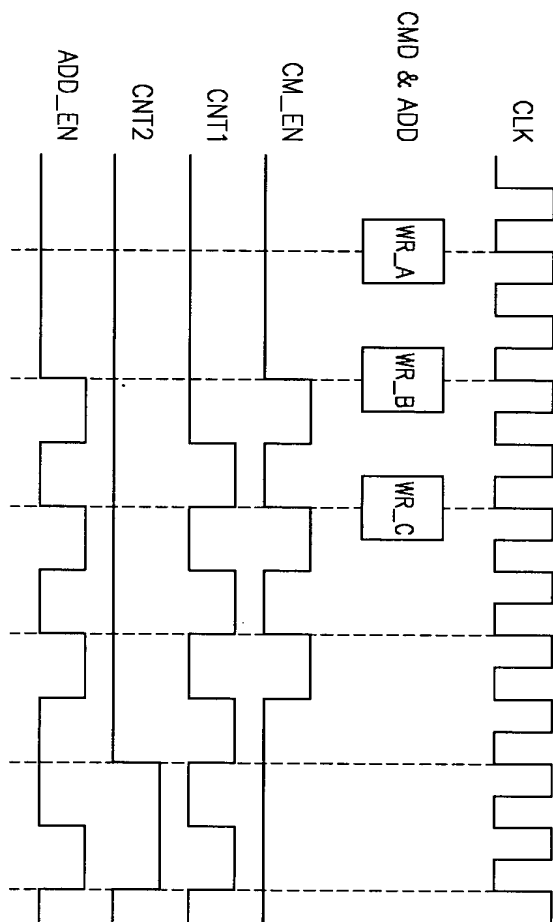 CLK
CMD & ADD
WR_A
WR_B
WR_C
CM_EN
CNT1
CNT2
ADD_EN